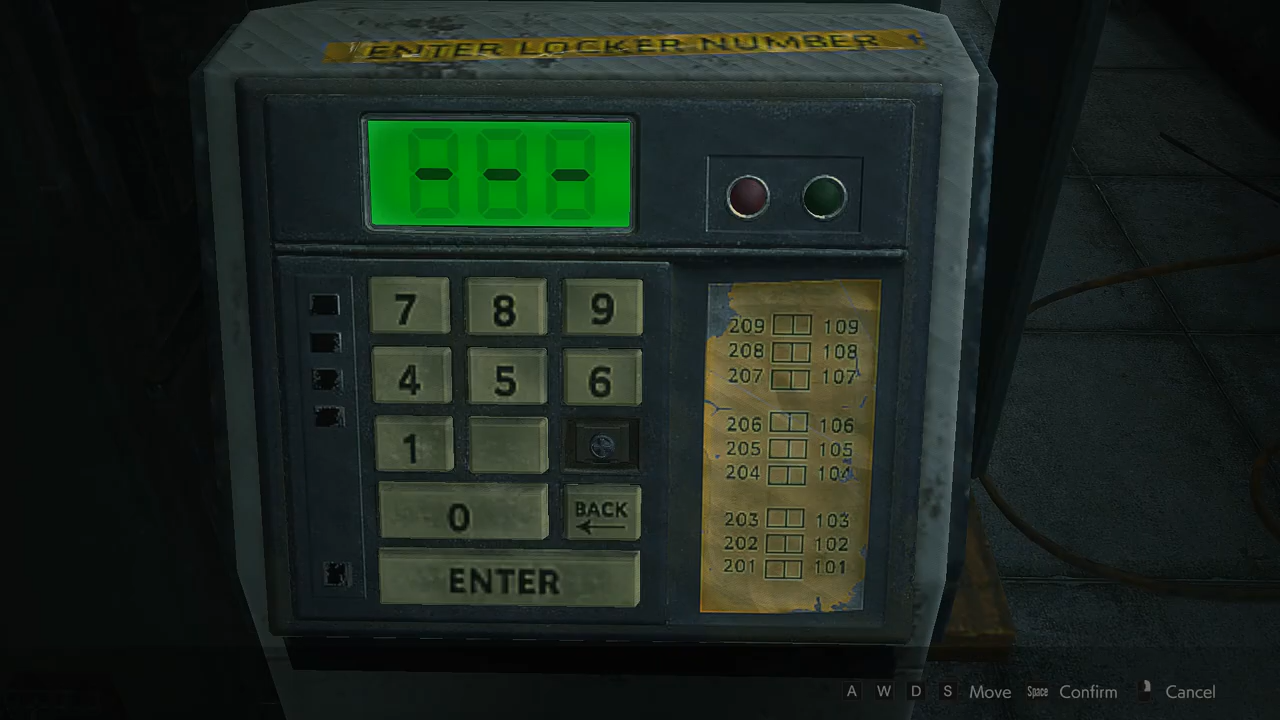 ENTER LOCKER NUMBER
---
7 8 9
4 5 6
1
0 BACK
ENTER
209 109
208 108
207 107
206 106
205 105
204 104
203 103
202 102
201 101
A W D S Move Space Confirm Cancel